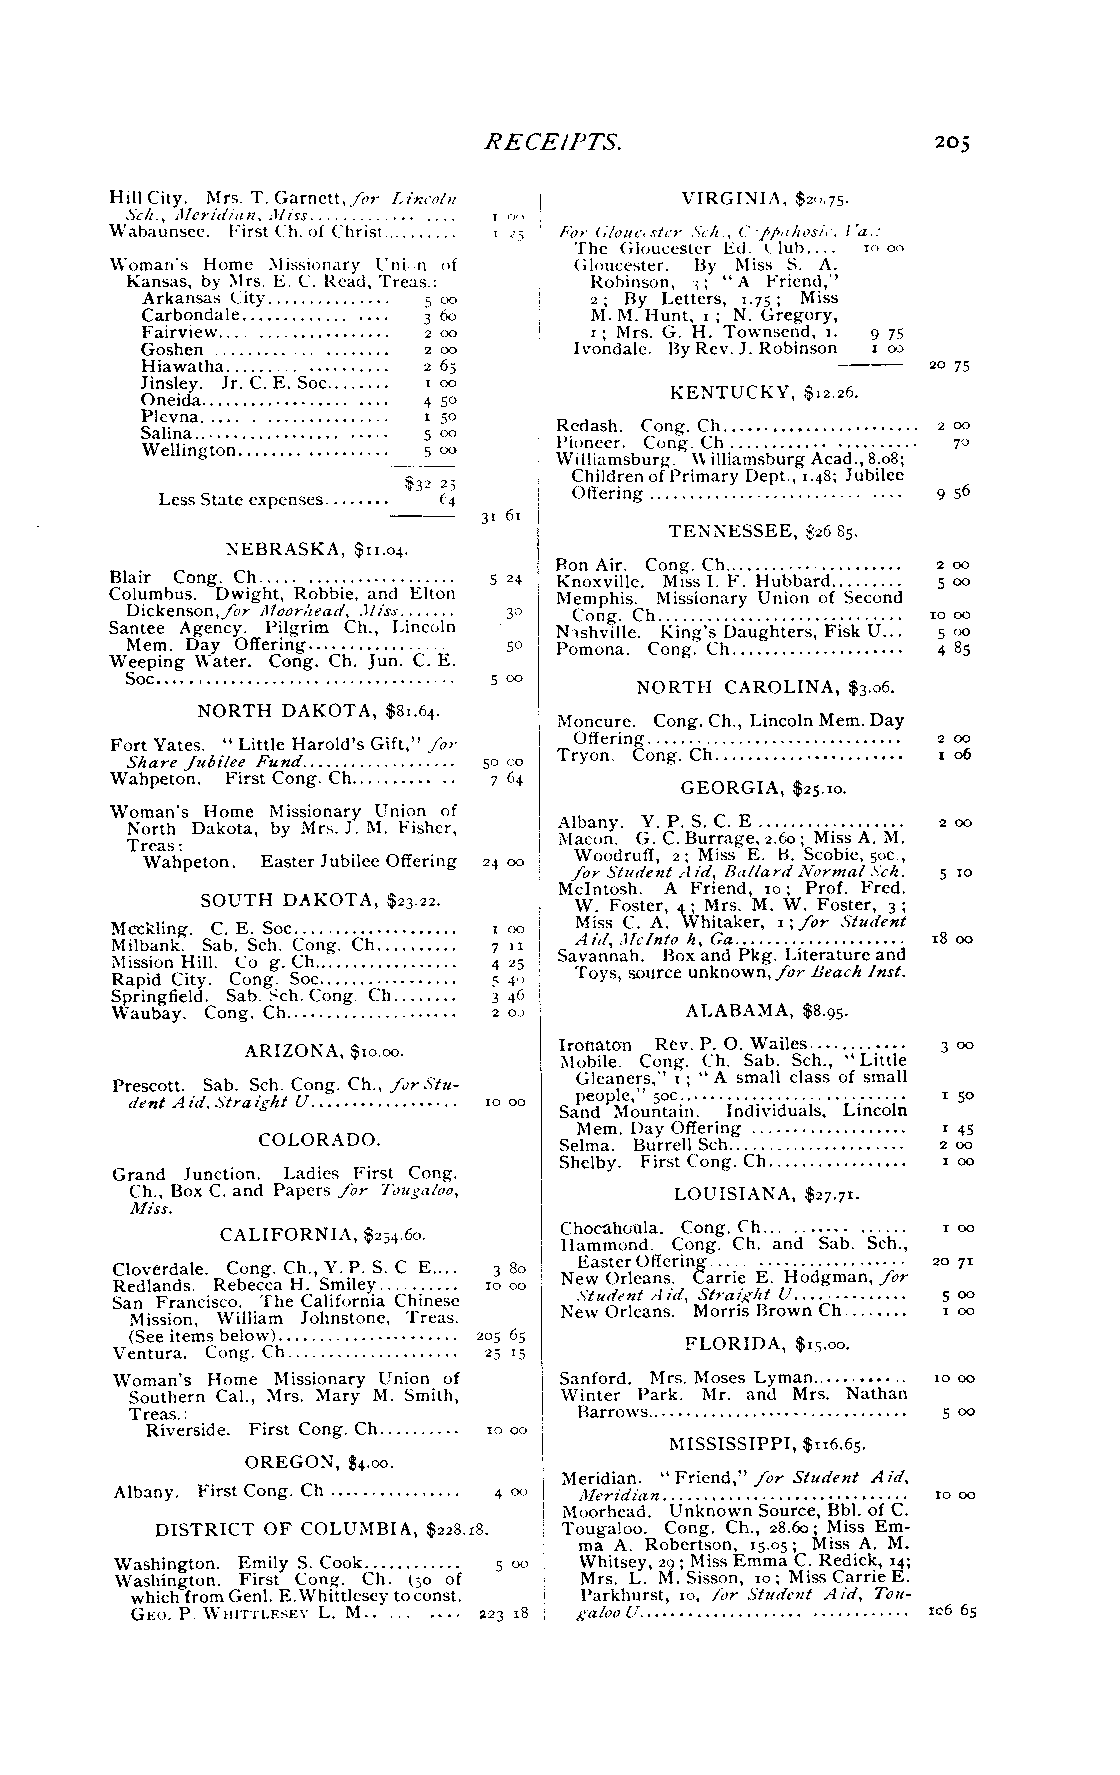 RECEIPTS. 205
Hill City. Mrs. T. Garnett, for Lincoln
Sch., Meridian, Miss.................. 1 00
Wabaunsee. First Ch. of Christ.......... 1 25
Woman's Home Missionary Uni n of
Kansas, by Mrs. E. C. Read, Treas.:
Arkansas City............... 5 00
Carbondale................. 3 60
Fairview.................... 2 00
Goshen .................... 2 00
Hiawatha................... 2 65
Jinsley. Jr. C. E. Soc........ 1 00
Oneida...................... 4 50
Plevna...................... 1 50
Salina....................... 5 00
Wellington.................. 5 00
$32 25
Less State expenses........ 64
31 61
NEBRASKA, $11.04.
Blair Cong. Ch....................... 5 24
Columbus. Dwight, Robbie, and Elton
Dickenson, for Moorhead, Miss....... 30
Santee Agency. Pilgrim Ch., Lincoln
Mem. Day Offering................. 50
Weeping Water. Cong. Ch. Jun. C. E.
Soc..................................... 5 00
NORTH DAKOTA, $81.64.
Fort Yates. "Little Harold's Gift," for
Share Jubilee Fund................... 50 00
Wahpeton. First Cong. Ch............ 7 64
Woman's Home Missionary Union of
North Dakota, by Mrs. J. M. Fisher,
Treas:
Wahpeton. Easter Jubilee Offering 24 00
SOUTH DAKOTA, $23.22.
Meckling. C. E. Soc.................... 1 00
Milbank. Sab. Sch. Cong. Ch.......... 7 11
Mission Hill. Co g. Ch................. 4 25
Rapid City. Cong. Soc................. 5 40
Springfield. Sab. Sch. Cong. Ch........ 3 46
Waubay. Cong. Ch..................... 2 00
ARIZONA, $10.00.
Prescott. Sab. Sch. Cong. Ch., for Stu-
dent Aid, Straight U.................. 10 00
COLORADO.
Grand Junction. Ladies First Cong.
Ch., Box C. and Papers for Tougaloo,
Miss.
CALIFORNIA, $254.60.
Cloverdale. Cong. Ch., Y. P. S. C E.... 3 80
Redlands. Rebecca H. Smiley.......... 10 00
San Francisco. The California Chinese
Mission, William Johnstone, Treas.
(See items below)...................... 205 65
Ventura. Cong. Ch..................... 25 15
Woman's Home Missionary Union of
Southern Cal., Mrs. Mary M. Smith,
Treas.:
Riverside. First Cong. Ch.......... 10 00
OREGON, $4.00.
Albany. First Cong. Ch ................ 4 00
DISTRICT OF COLUMBIA, $228.18.
Washington. Emily S. Cook............ 5 00
Washington. First Cong. Ch. (30 of
which from Genl. E. Whittlesey to const.
GEO. P. WHITTLESEY L. M.......... 223 18
VIRGINIA, $20.75.
For Gloucester Sch., Cappahosic, Va.:
The Gloucester Ed. Club.... 10 00
Gloucester. By Miss S. A.
Robinson, 3; "A Friend,"
2; By Letters, 1.75; Miss
M. M. Hunt, 1; N. Gregory,
1; Mrs. G. H. Townsend, 1. 9 75
Ivondale. By Rev. J. Robinson 1 00
20 75
KENTUCKY, $12.26.
Redash. Cong. Ch........................ 2 00
Pioneer. Cong. Ch ....................... 70
Williamsburg. Williamsburg Acad., 8.08;
Children of Primary Dept., 1.48; Jubilee
Offering ............................... 9 56
TENNESSEE, $26 85.
Bon Air. Cong. Ch...................... 2 00
Knoxville. Miss I. F. Hubbard......... 5 00
Memphis. Missionary Union of Second
Cong. Ch.............................. 10 00
Nashville. King's Daughters, Fisk U... 5 00
Pomona. Cong. Ch..................... 4 85
NORTH CAROLINA, $3.06.
Moncure. Cong. Ch., Lincoln Mem. Day
Offering............................... 2 00
Tryon. Cong. Ch....................... 1 06
GEORGIA, $25.10.
Albany. Y. P. S. C. E .................. 2 00
Macon. G. C. Burrage, 2.60; Miss A. M.
Woodruff, 2; Miss E. B. Scobie, 50c.,
for Student Aid, Ballard Normal Sch. 5 10
McIntosh. A Friend, 10; Prof. Fred.
W. Foster, 4; Mrs. M. W. Foster, 3;
Miss C. A. Whitaker, 1; for Student
Aid, McInto h, Ga..................... 18 00
Savannah. Box and Pkg. Literature and
Toys, source unknown, for Beach Inst.
ALABAMA, $8.95.
Ironaton Rev. P. O. Wailes............ 3 00
Mobile. Cong. Ch. Sab. Sch., "Little
Gleaners," 1; "A small class of small
people," 50c............................ 1 50
Sand Mountain. Individuals, Lincoln
Mem. Day Offering ................... 1 45
Selma. Burrell Sch...................... 2 00
Shelby. First Cong. Ch................. 1 00
LOUISIANA, $27.71.
Chocahoula. Cong. Ch................. 1 00
Hammond. Cong. Ch. and Sab. Sch.,
Easter Offering....................... 20 71
New Orleans. Carrie E. Hodgman, for
Student Aid, Straight U.............. 5 00
New Orleans. Morris Brown Ch........ 1 00
FLORIDA, $15.00.
Sanford. Mrs. Moses Lyman............ 10 00
Winter Park. Mr. and Mrs. Nathan
Barrows................................ 5 00
MISSISSIPPI, $116.65.
Meridian. "Friend," for Student Aid,
Meridian.............................. 10 00
Moorhead. Unknown Source, Bbl. of C.
Tougaloo. Cong. Ch., 28.60; Miss Em-
ma A. Robertson, 15.05; Miss A. M.
Whitsey, 29; Miss Emma C. Redick, 14;
Mrs. L. M. Sisson, 10; Miss Carrie E.
Parkhurst, 10, for Student Aid, Tou-
galoo U................................. 106 65